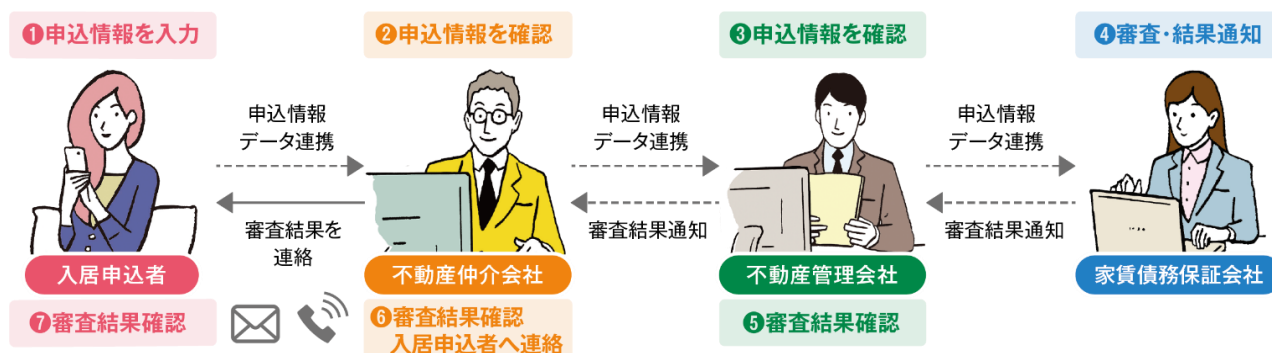 ❶申込情報を入力
❷申込情報を確認
❸申込情報を確認
❹審査・結果通知
申込情報
データ連携
申込情報
データ連携
申込情報
データ連携
審査結果を
連絡
審査結果通知
審査結果通知
入居申込者
不動産仲介会社
不動産管理会社
家賃債務保証会社
❼審査結果確認
❻審査結果確認
入居申込者へ連絡
❺審査結果確認